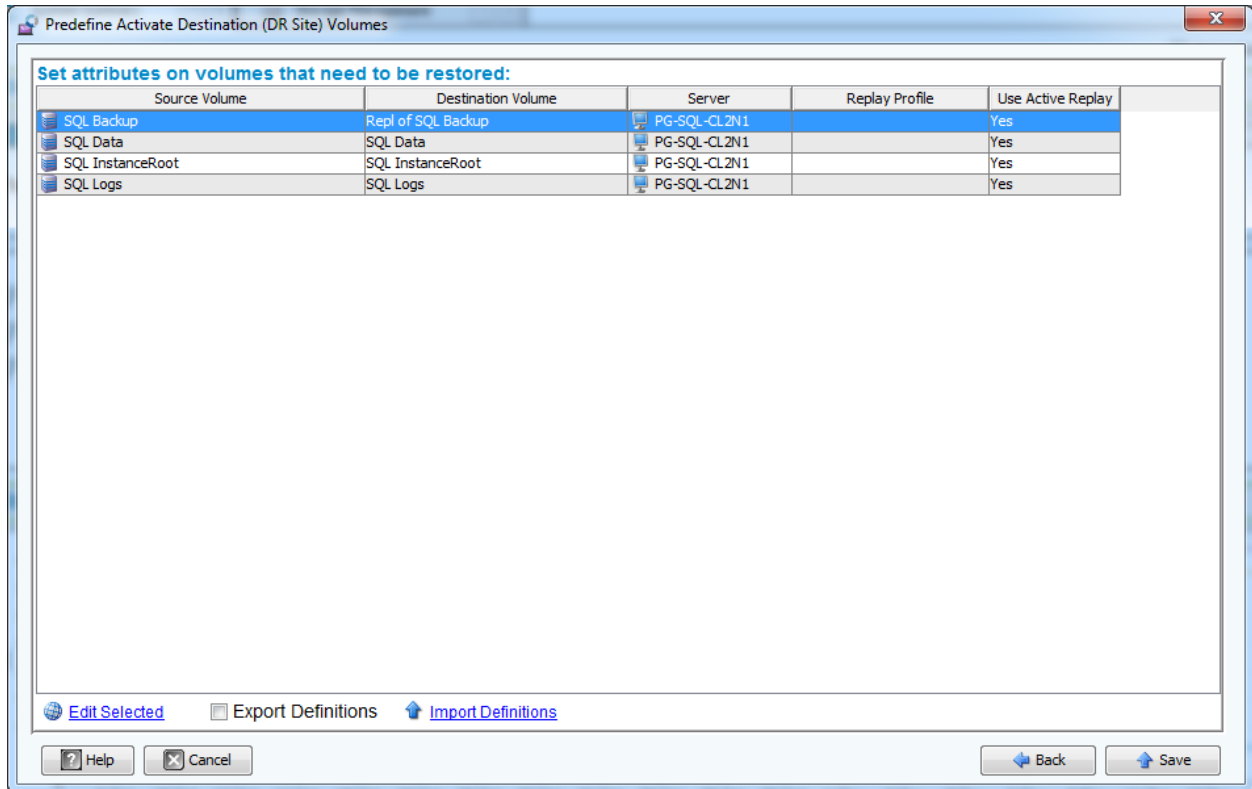 Predefine Activate Destination (DR Site) Volumes
Set attributes on volumes that need to be restored:
Source Volume Destination Volume Server Replay Profile Use Active Replay
SQL Backup Repl of SQL Backup PG-SQL-CL2N1 Yes
SQL Data SQL Data PG-SQL-CL2N1 Yes
SQL InstanceRoot SQL InstanceRoot PG-SQL-CL2N1 Yes
SQL Logs SQL Logs PG-SQL-CL2N1 Yes
Edit Selected Export Definitions Import Definitions
? Help Cancel Back Save